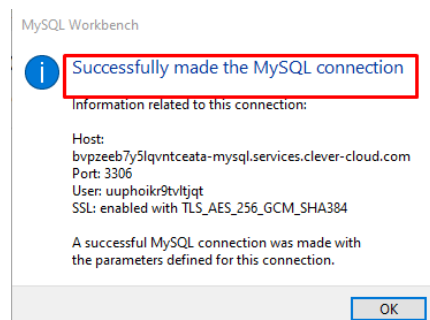 MySQL Workbench
Successfully made the MySQL connection
Information related to this connection:
Host:
bvpzeeb7y5lqvntceata-mysql.services.clever-cloud.com
Port: 3306
User: uuphoikr9tvltjqt
SSL: enabled with TLS_AES_256_GCM_SHA384
A successful MySQL connection was made with
the parameters defined for this connection.
OK